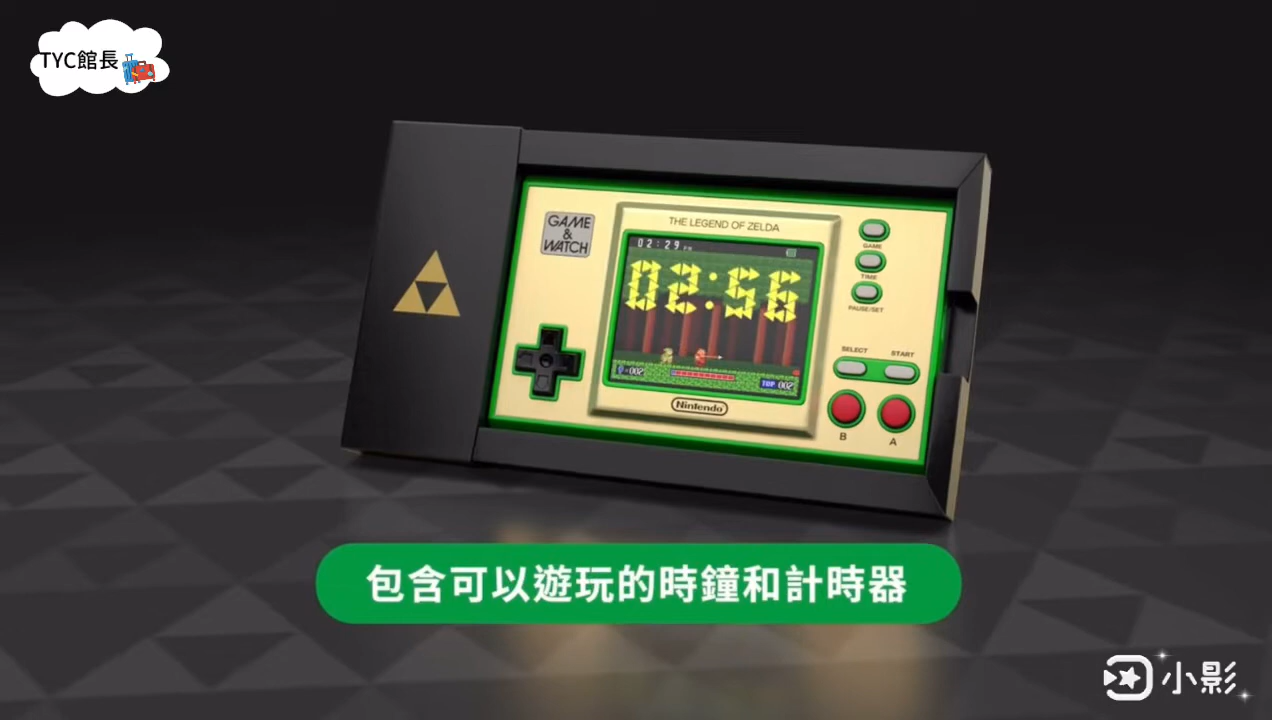 TYC館長
GAME
&
WATCH
THE LEGEND OF ZELDA
02:29 PM
02:56
×002
TOP 002
Nintendo
GAME
TIME
PAUSE/SET
SELECT START
B A
包含可以遊玩的時鐘和計時器
小影